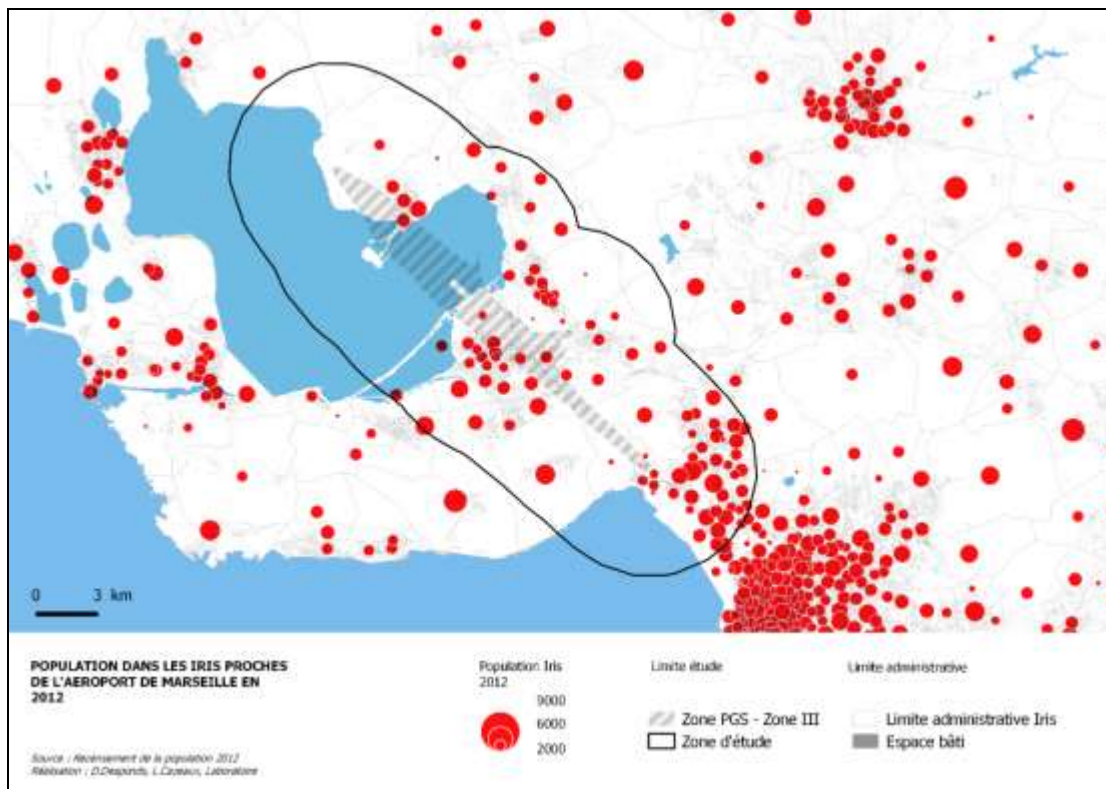 0 3 km
POPULATION DANS LES IRIS PROCHES
DE L'AEROPORT DE MARSEILLE EN
2012
Source : Récensement de la population 2012
Réalisation : D.Desponds, L.Cazeaux, Laboratoire
Population Iris
2012
9000
6000
2000
Limite étude
Zone PGS - Zone III
Zone d'étude
Limite administrative
Limite administrative Iris
Espace bâti